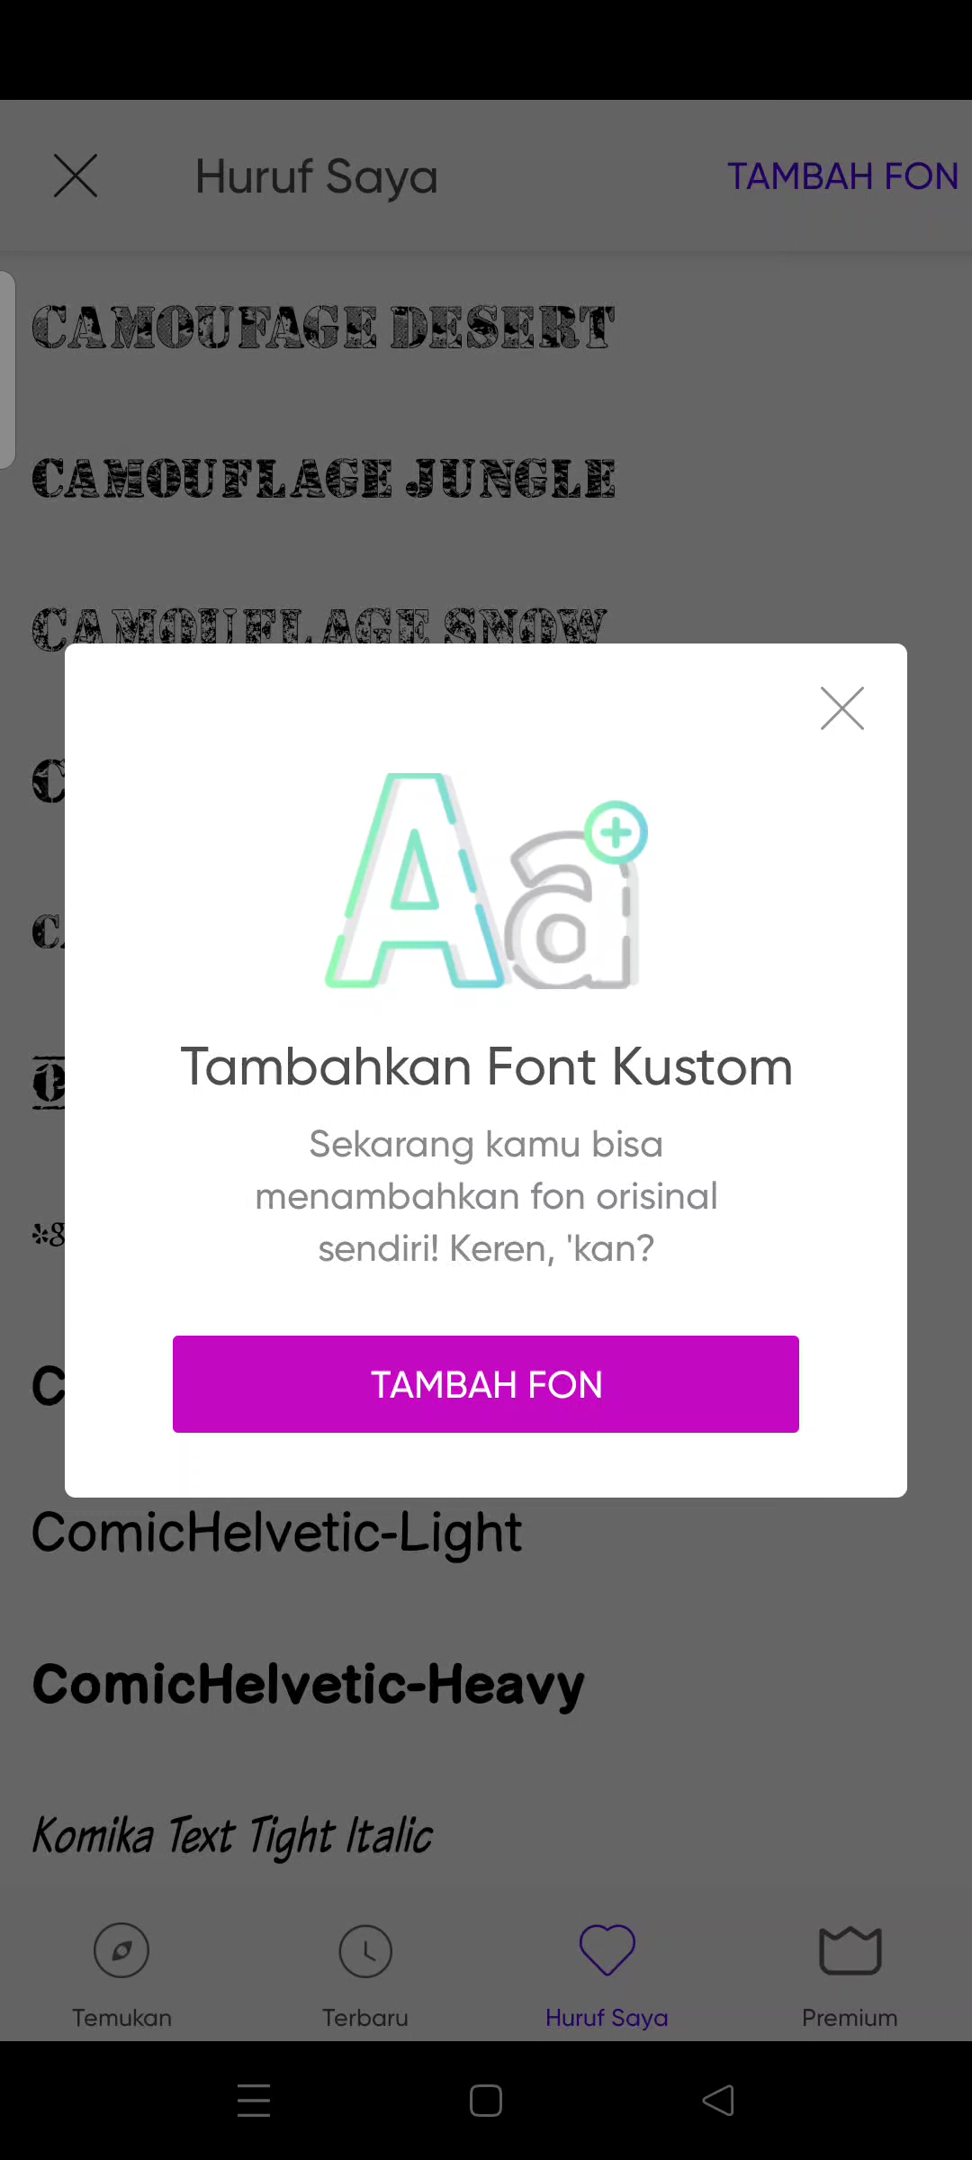 Huruf Saya
TAMBAH FON
CAMOUFAGE DESERT
CAMOUFLAGE JUNGLE
CAMOUFLAGE SNOW
Aa
Tambahkan Font Kustom
Sekarang kamu bisa
menambahkan fon orisinal
sendiri! Keren, 'kan?
TAMBAH FON
ComicHelvetic-Light
ComicHelvetic-Heavy
Komika Text Tight Italic
Temukan
Terbaru
Huruf Saya
Premium